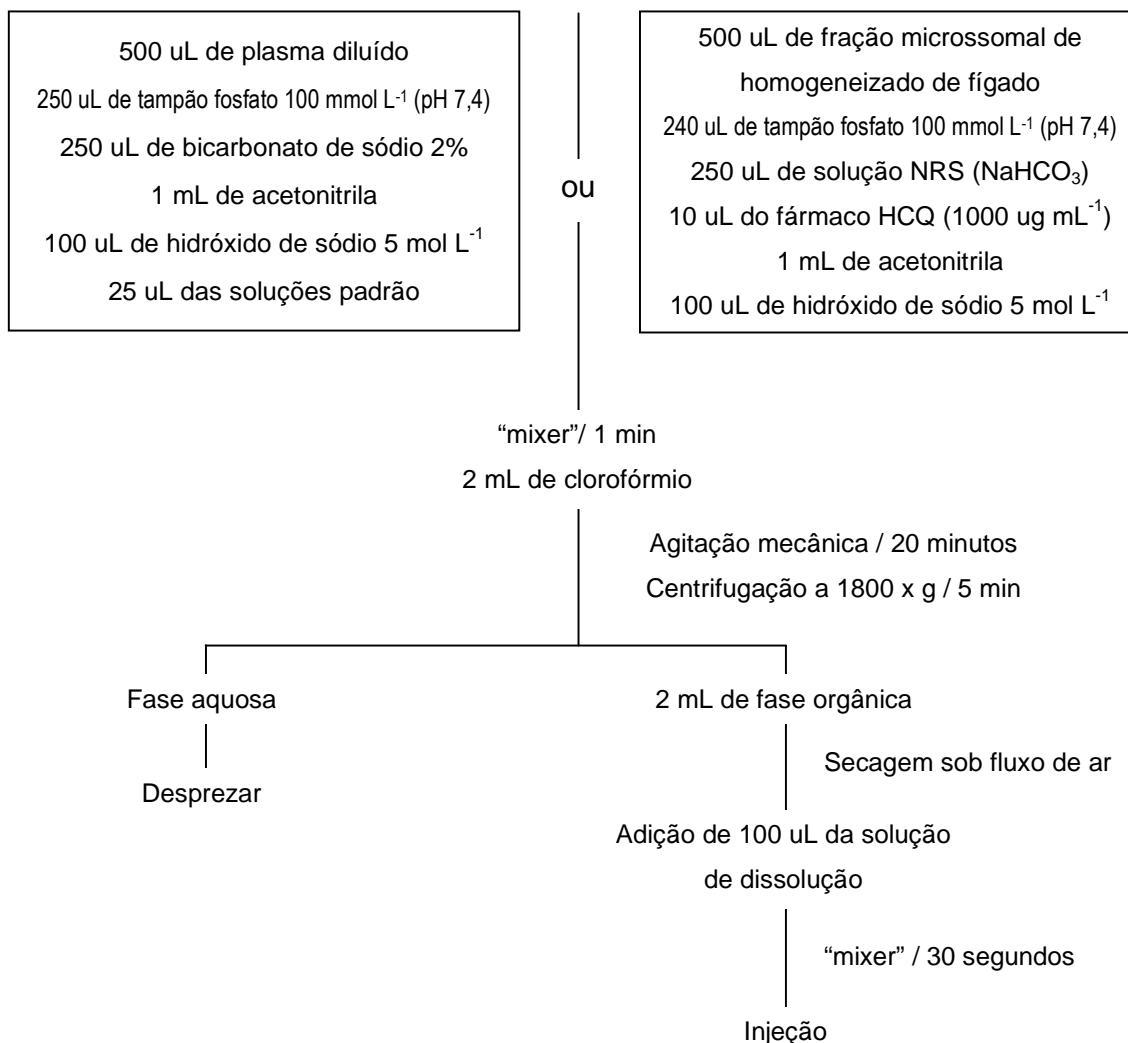 500 uL de plasma diluído
250 uL de tampão fosfato 100 mmol L⁻¹ (pH 7,4)
250 uL de bicarbonato de sódio 2%
1 mL de acetonitrila
100 uL de hidróxido de sódio 5 mol L⁻¹
25 uL das soluções padrão
ou
500 uL de fração microssomal de
homogeneizado de fígado
240 uL de tampão fosfato 100 mmol L⁻¹ (pH 7,4)
250 uL de solução NRS (NaHCO₃)
10 uL do fármaco HCQ (1000 ug mL⁻¹)
1 mL de acetonitrila
100 uL de hidróxido de sódio 5 mol L⁻¹
“mixer”/ 1 min
2 mL de clorofórmio
Agitação mecânica / 20 minutos
Centrifugação a 1800 x g / 5 min
Fase aquosa
Desprezar
2 mL de fase orgânica
Secagem sob fluxo de ar
Adição de 100 uL da solução
de dissolução
“mixer” / 30 segundos
Injeção